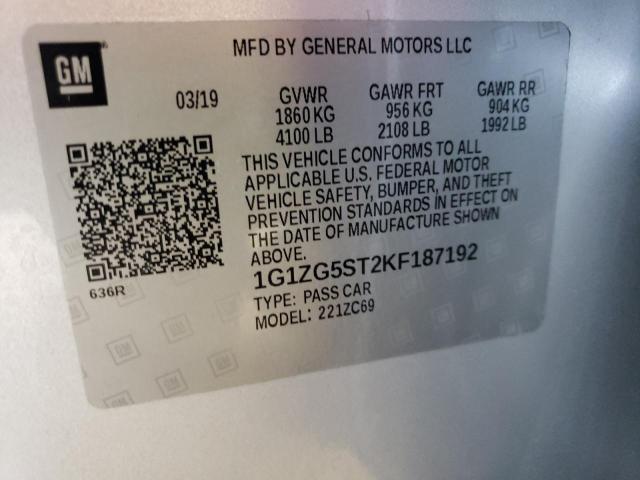 GM
MFD BY GENERAL MOTORS LLC
03/19 GVWR GAWR FRT GAWR RR
1860 KG 956 KG 904 KG
4100 LB 2108 LB 1992 LB
THIS VEHICLE CONFORMS TO ALL
APPLICABLE U.S. FEDERAL MOTOR
VEHICLE SAFETY, BUMPER, AND THEFT
PREVENTION STANDARDS IN EFFECT ON
THE DATE OF MANUFACTURE SHOWN
ABOVE.
1G1ZG5ST2KF187192
TYPE: PASS CAR
MODEL: 221ZC69
636R